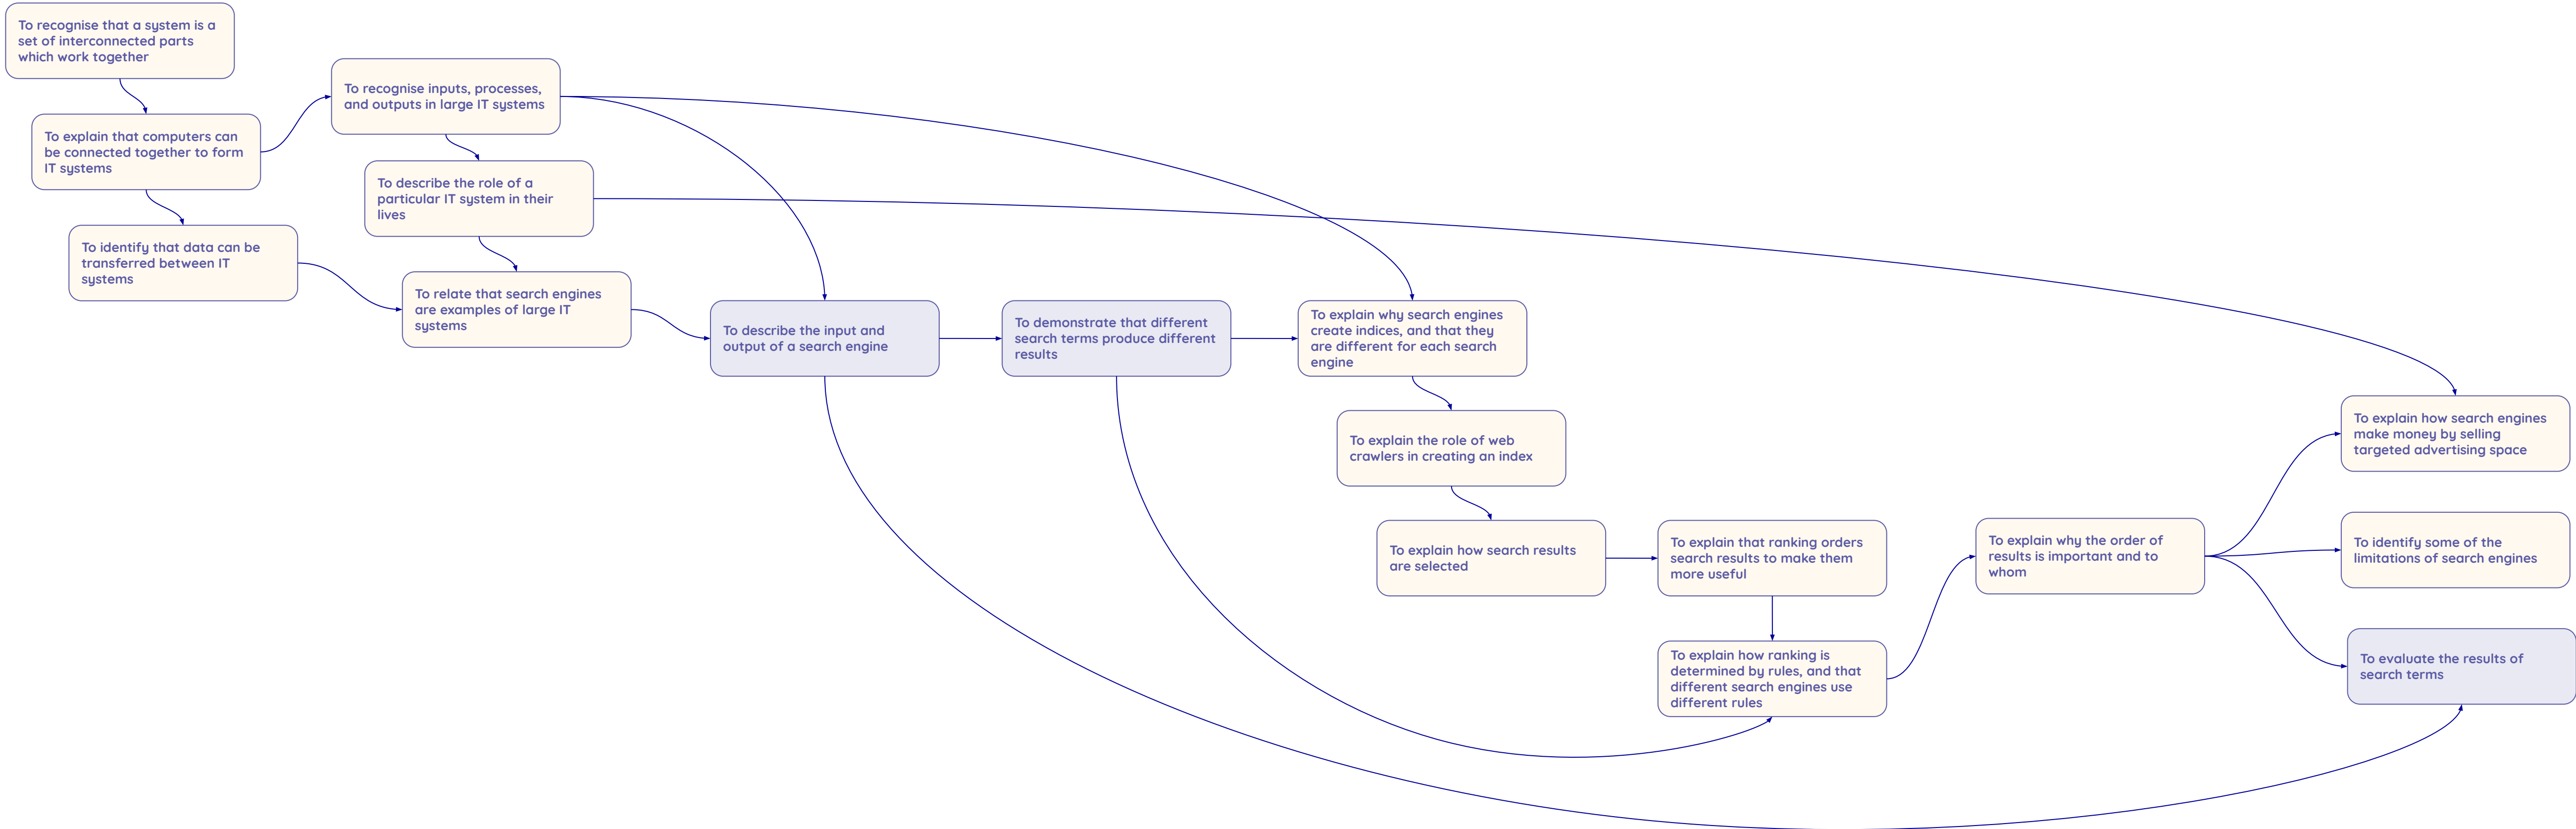 To recognise that a system is a
set of interconnected parts
which work together
To explain that computers can
be connected together to form
IT systems
To identify that data can be
transferred between IT
systems
To recognise inputs, processes,
and outputs in large IT systems
To describe the role of a
particular IT system in their
lives
To relate that search engines
are examples of large IT
systems
To describe the input and
output of a search engine
To demonstrate that different
search terms produce different
results
To explain why search engines
create indices, and that they
are different for each search
engine
To explain the role of web
crawlers in creating an index
To explain how search results
are selected
To explain that ranking orders
search results to make them
more useful
To explain how ranking is
determined by rules, and that
different search engines use
different rules
To explain why the order of
results is important and to
whom
To explain how search engines
make money by selling
targeted advertising space
To identify some of the
limitations of search engines
To evaluate the results of
search terms